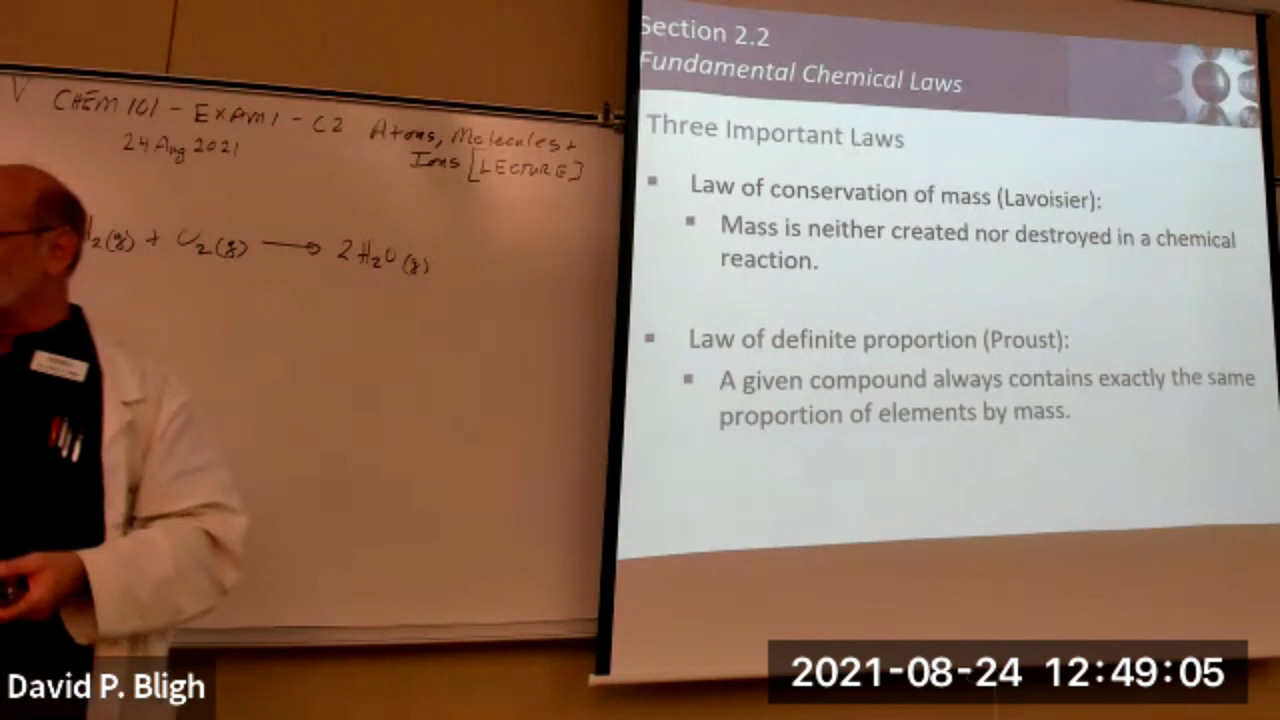 CHEM 101 - EXAM 1 - C2 Atoms, Molecules +
24 Aug 2021 Ions [LECTURE]
H₂(g) + O₂(g) ⟶ 2 H₂O(g)
Section 2.2
Fundamental Chemical Laws
Three Important Laws
▪ Law of conservation of mass (Lavoisier):
▪ Mass is neither created nor destroyed in a chemical
reaction.
▪ Law of definite proportion (Proust):
▪ A given compound always contains exactly the same
proportion of elements by mass.
David P. Bligh
2021-08-24 12:49:05